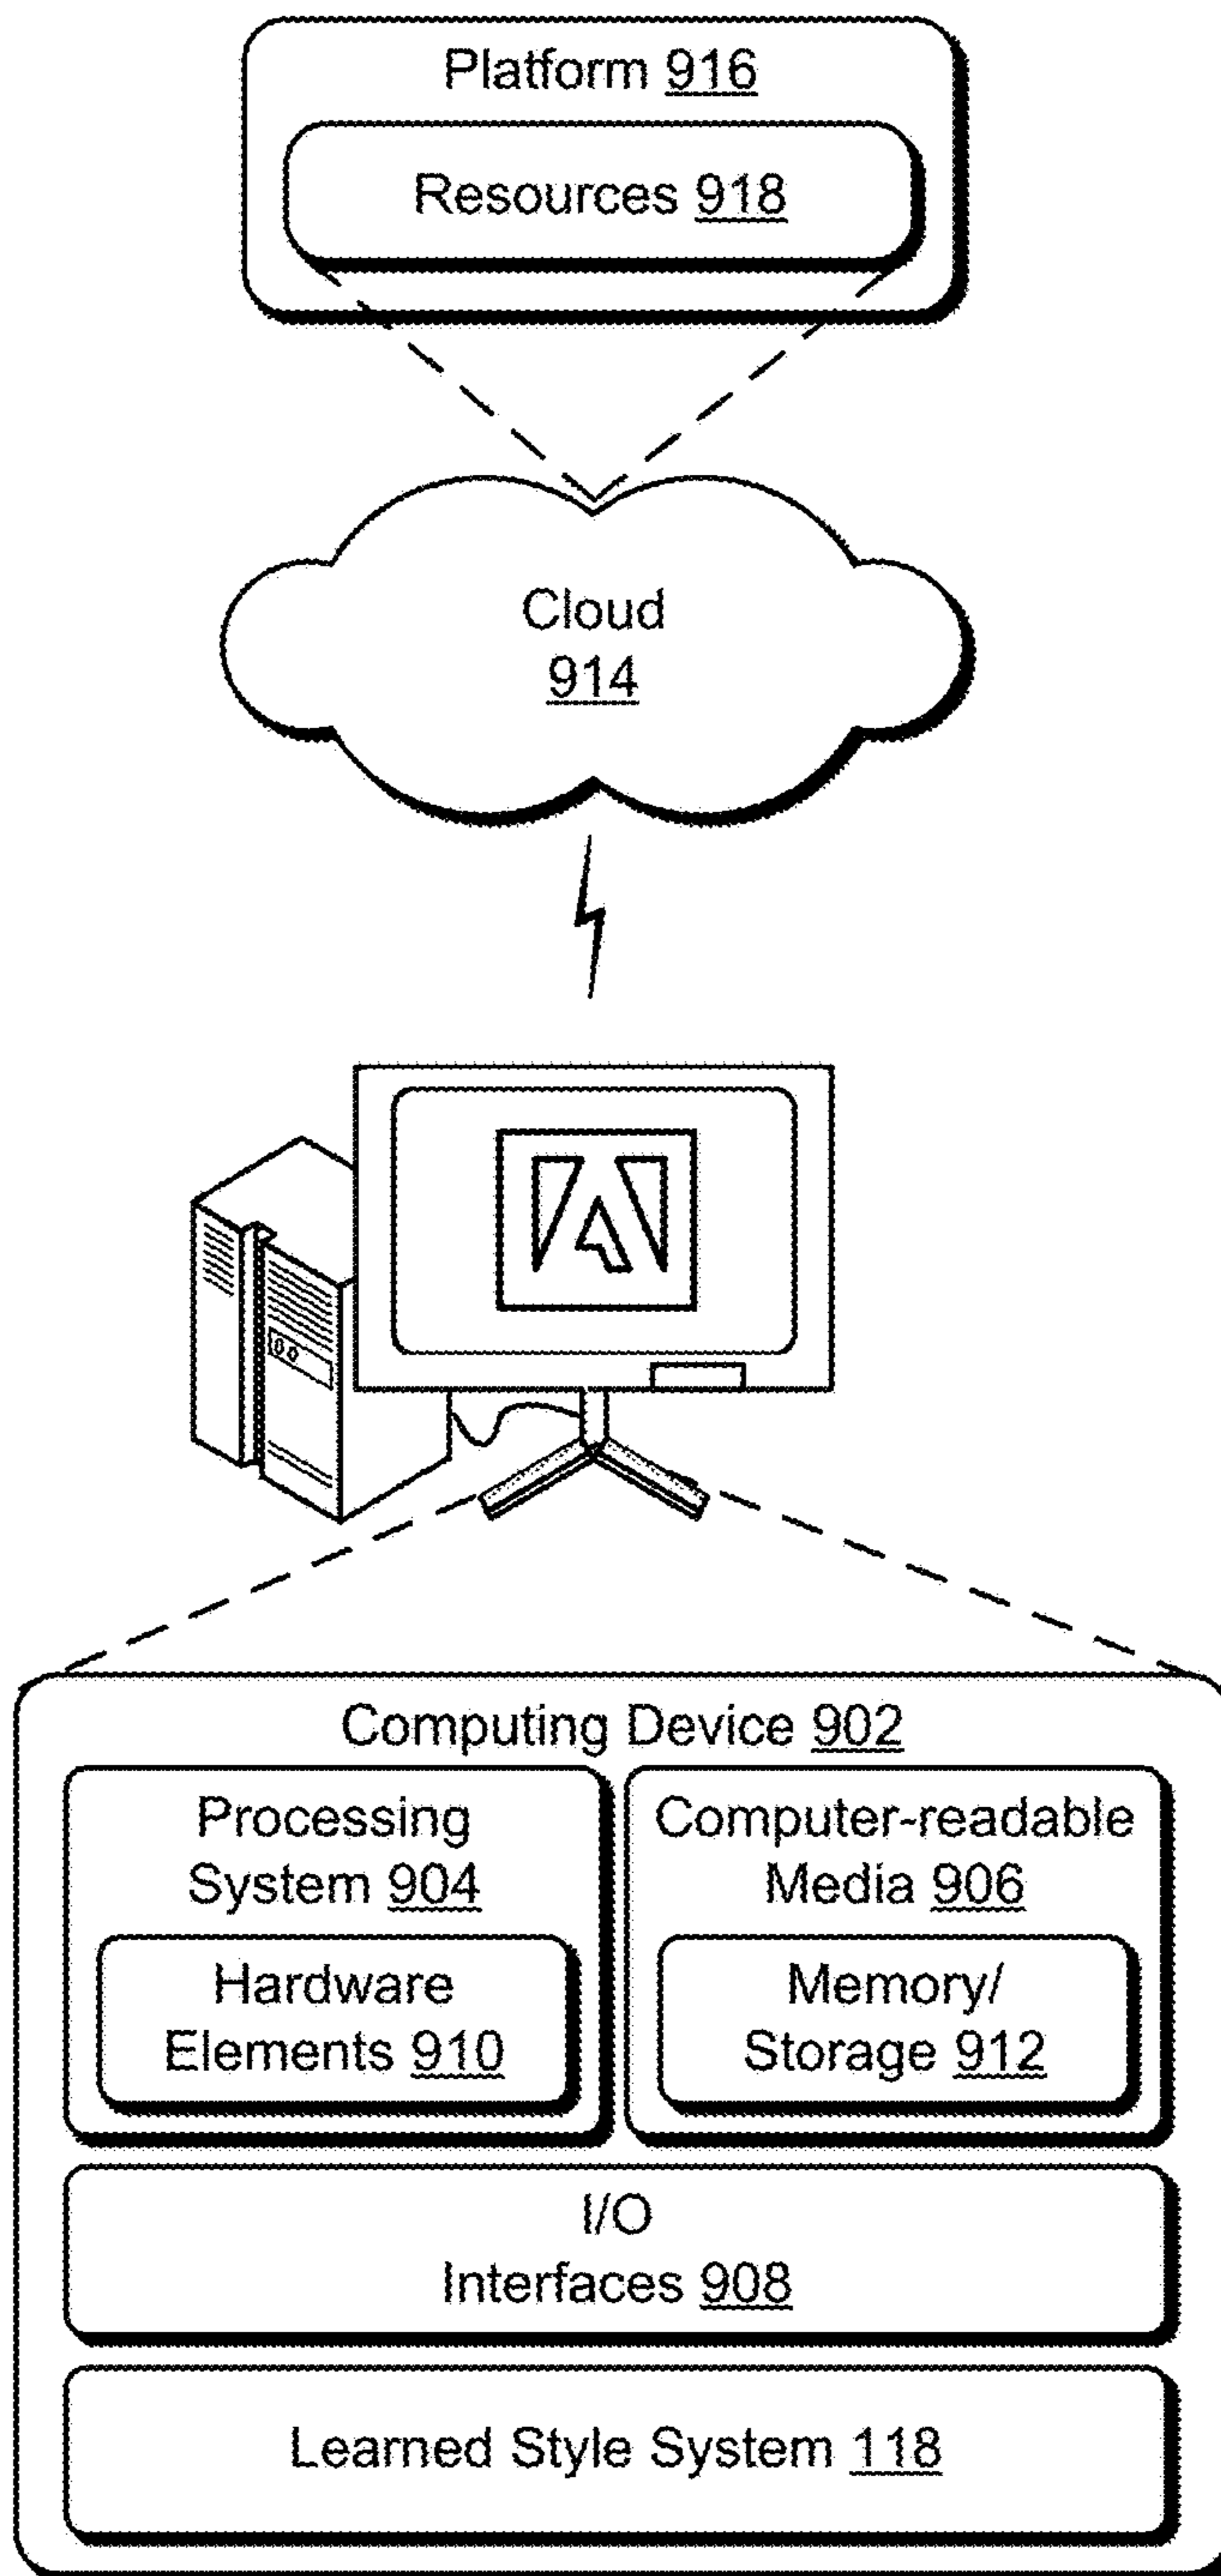 Platform 916
Resources 918
Cloud
914
Computing Device 902
Processing
System 904
Hardware
Elements 910
Computer-readable
Media 906
Memory/
Storage 912
I/O
Interfaces 908
Learned Style System 118